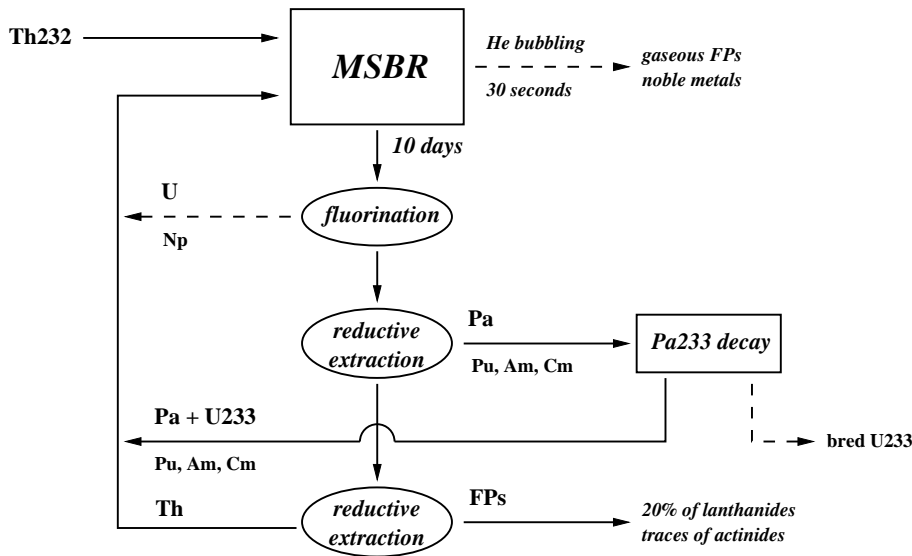 Th232
MSBR
He bubbling
30 seconds
gaseous FPs
noble metals
10 days
U
Np
fluorination
reductive
extraction
Pa
Pu, Am, Cm
Pa233 decay
Pa + U233
Pu, Am, Cm
bred U233
Th
reductive
extraction
FPs
20% of lanthanides
traces of actinides